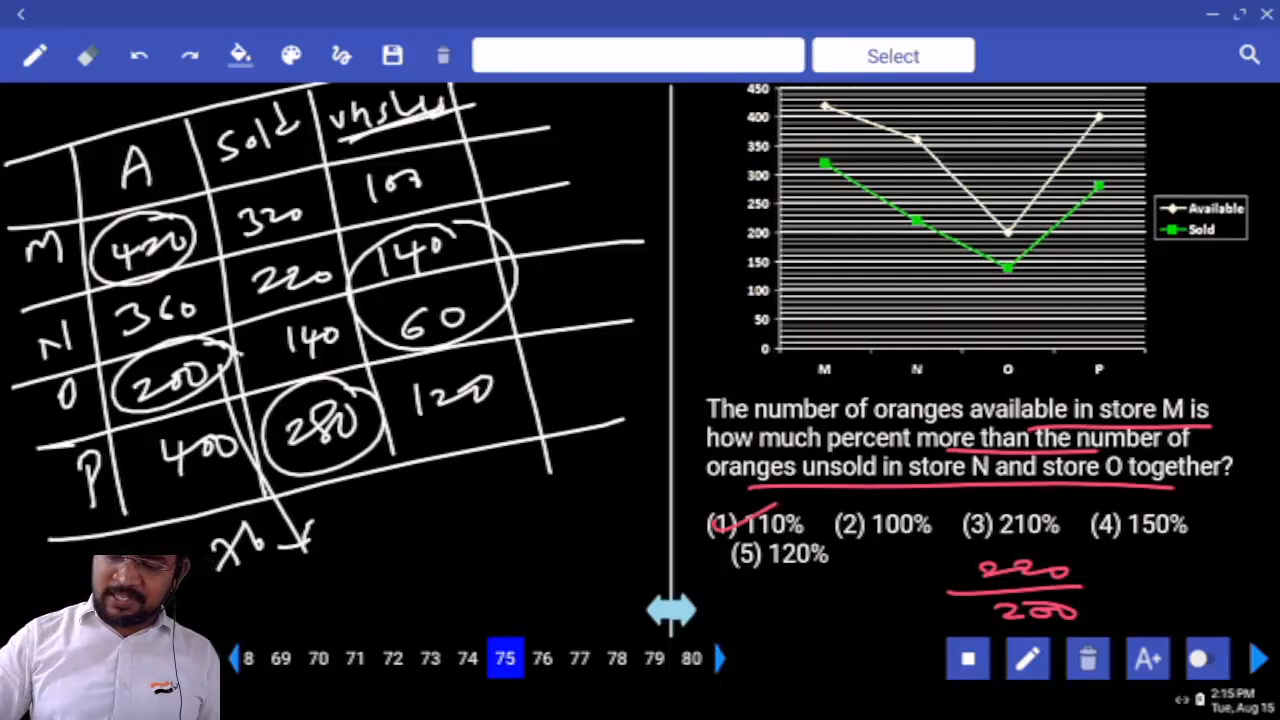 Select
A Sold unsold
M 420 320 100
N 360 220 140
O 200 140 60
P 400 280 120
x% ↓
450
400
350
300
250
200
150
100
50
0
M N O P
Available
Sold
The number of oranges available in store M is
how much percent more than the number of
oranges unsold in store N and store O together?
(1) 110% (2) 100% (3) 210% (4) 150%
(5) 120%
220
200
8 69 70 71 72 73 74 75 76 77 78 79 80
A+
2:15 PM
Tue, Aug 15